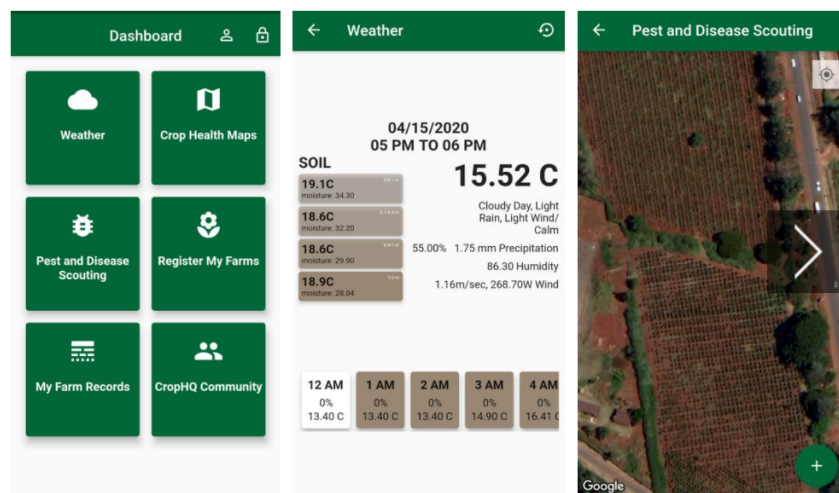 Dashboard
Weather
Crop Health Maps
Pest and Disease
Scouting
Register My Farms
My Farm Records
CropHQ Community
Weather
04/15/2020
05 PM TO 06 PM
SOIL
19.1C
moisture: 34.30
18.6C
moisture: 32.20
18.6C
moisture: 29.90
18.9C
moisture: 28.04
15.52 C
Cloudy Day, Light
Rain, Light Wind/
Calm
55.00% 1.75 mm Precipitation
86.30 Humidity
1.16m/sec, 268.70W Wind
12 AM
0%
13.40 C
1 AM
0%
13.40 C
2 AM
0%
13.40 C
3 AM
0%
14.90 C
4 AM
0%
16.41 C
Pest and Disease Scouting
Google